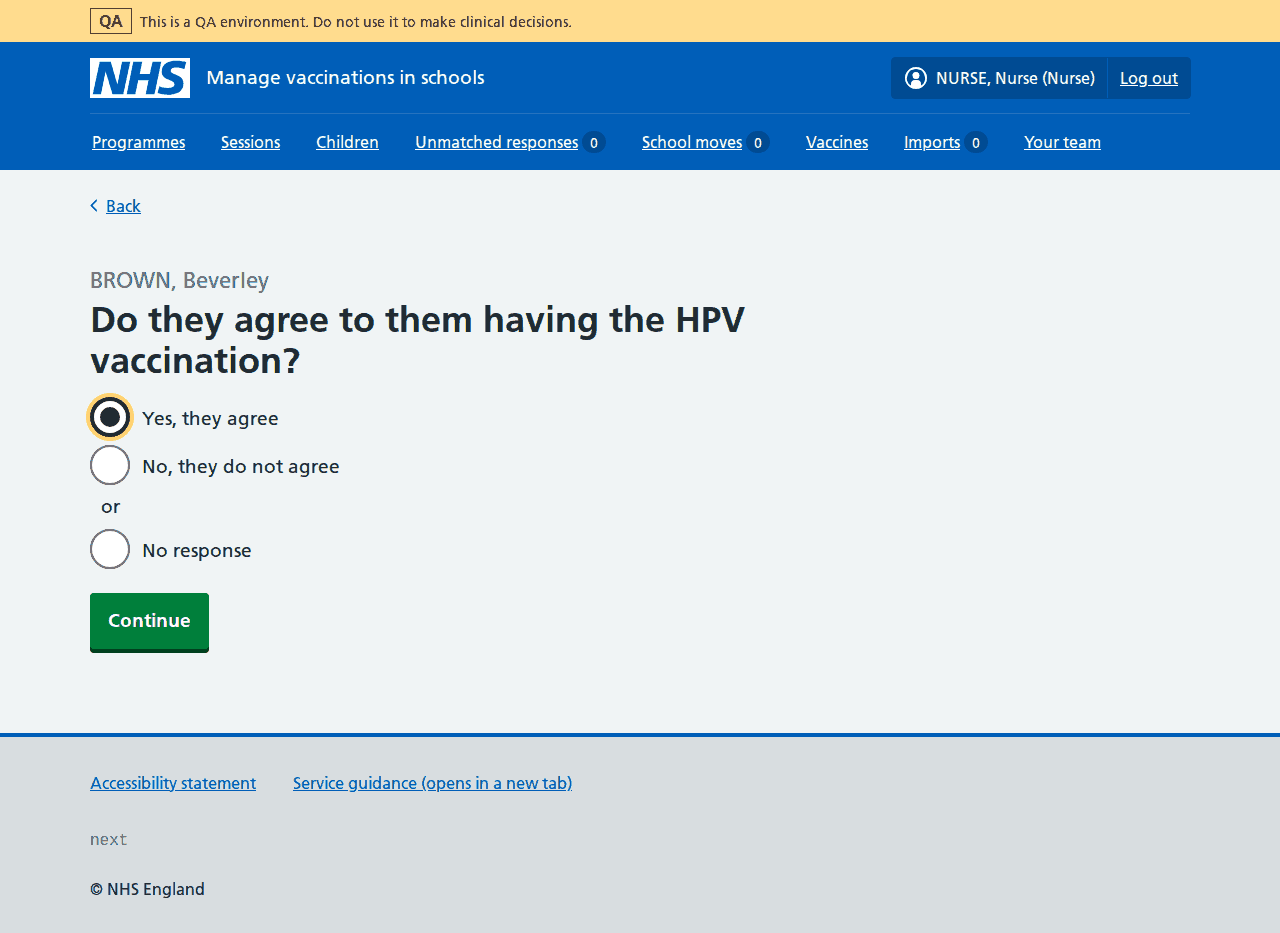 QA This is a QA environment. Do not use it to make clinical decisions.
NHS Manage vaccinations in schools NURSE, Nurse (Nurse) Log out
Programmes Sessions Children Unmatched responses 0 School moves 0 Vaccines Imports 0 Your team
Back
BROWN, Beverley
Do they agree to them having the HPV
vaccination?
Yes, they agree
No, they do not agree
or
No response
Continue
Accessibility statement Service guidance (opens in a new tab)
next
© NHS England